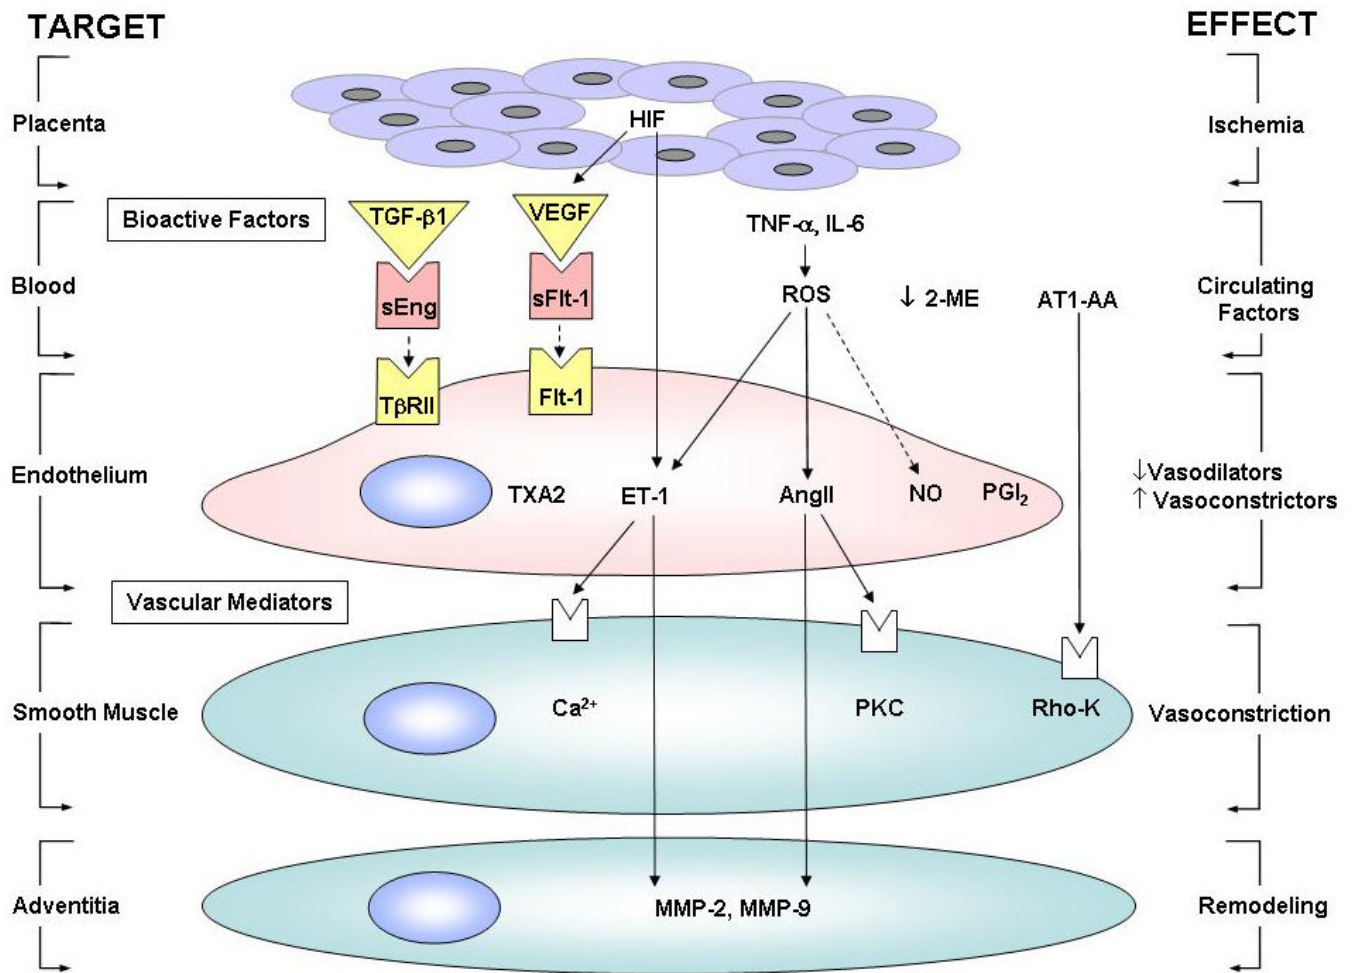 TARGET
EFFECT
Placenta
HIF
Ischemia
Bioactive Factors
TGF-β1
VEGF
TNF-α, IL-6
Blood
sEng
sFlt-1
ROS
↓ 2-ME
AT1-AA
Circulating
Factors
TβRII
Flt-1
Endothelium
TXA2
ET-1
AngII
NO
PGI₂
↓Vasodilators
↑ Vasoconstrictors
Vascular Mediators
Smooth Muscle
Ca²⁺
PKC
Rho-K
Vasoconstriction
Adventitia
MMP-2, MMP-9
Remodeling